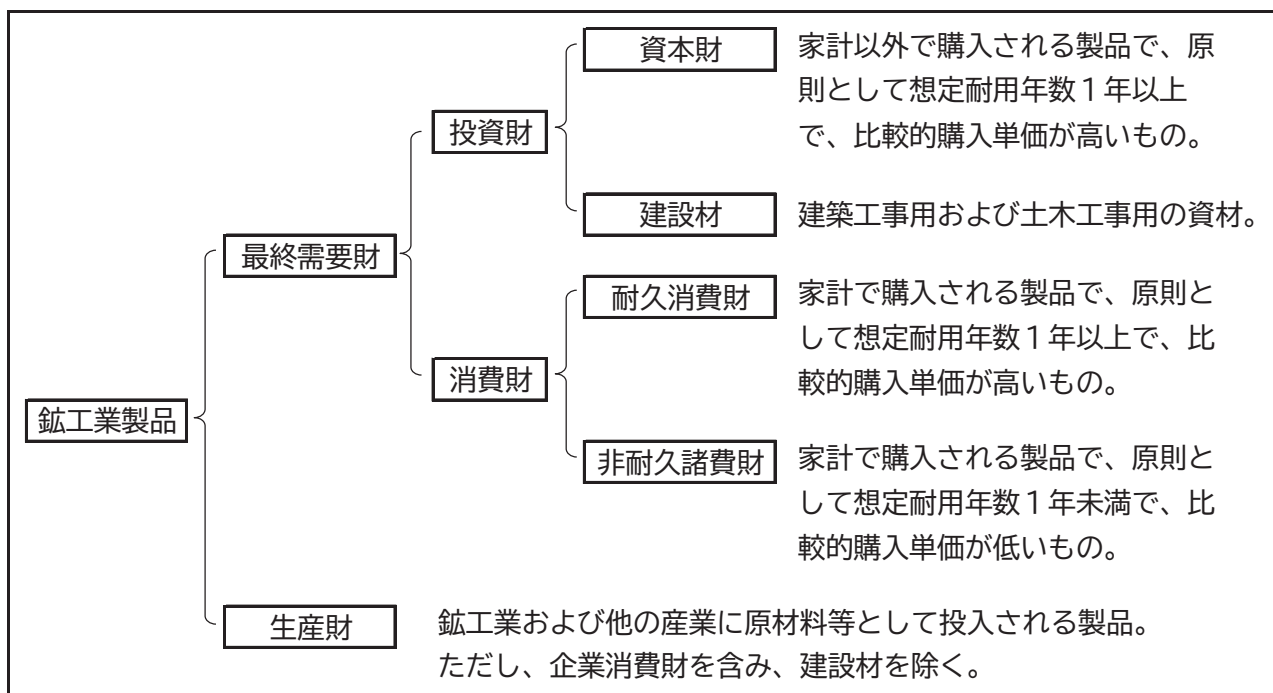 資本財
家計以外で購入される製品で、原
則として想定耐用年数１年以上
で、比較的購入単価が高いもの。
投資財
建設材
建築工事用および土木工事用の資材。
最終需要財
耐久消費財
家計で購入される製品で、原則と
して想定耐用年数１年以上で、比
較的購入単価が高いもの。
消費財
鉱工業製品
非耐久諸費財
家計で購入される製品で、原則と
して想定耐用年数１年未満で、比
較的購入単価が低いもの。
生産財
鉱工業および他の産業に原材料等として投入される製品。
ただし、企業消費財を含み、建設材を除く。